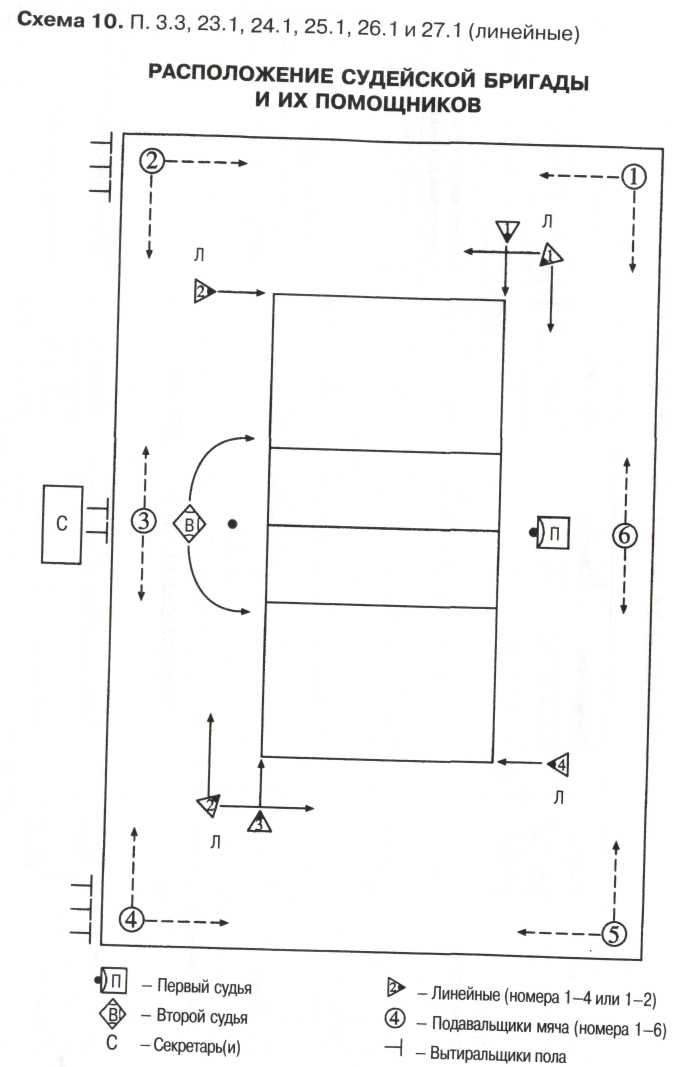 Схема 10. П. 3.3, 23.1, 24.1, 25.1, 26.1 и 27.1 (линейные)
РАСПОЛОЖЕНИЕ СУДЕЙСКОЙ БРИГАДЫ
И ИХ ПОМОЩНИКОВ
2
1
1
Л
1
Л
2
С
3
В
П
6
2
3
4
Л
Л
4
5
П – Первый судья
В – Второй судья
С – Секретарь(и)
2 – Линейные (номера 1–4 или 1–2)
4 – Подавальщики мяча (номера 1–6)
– Вытиральщики пола